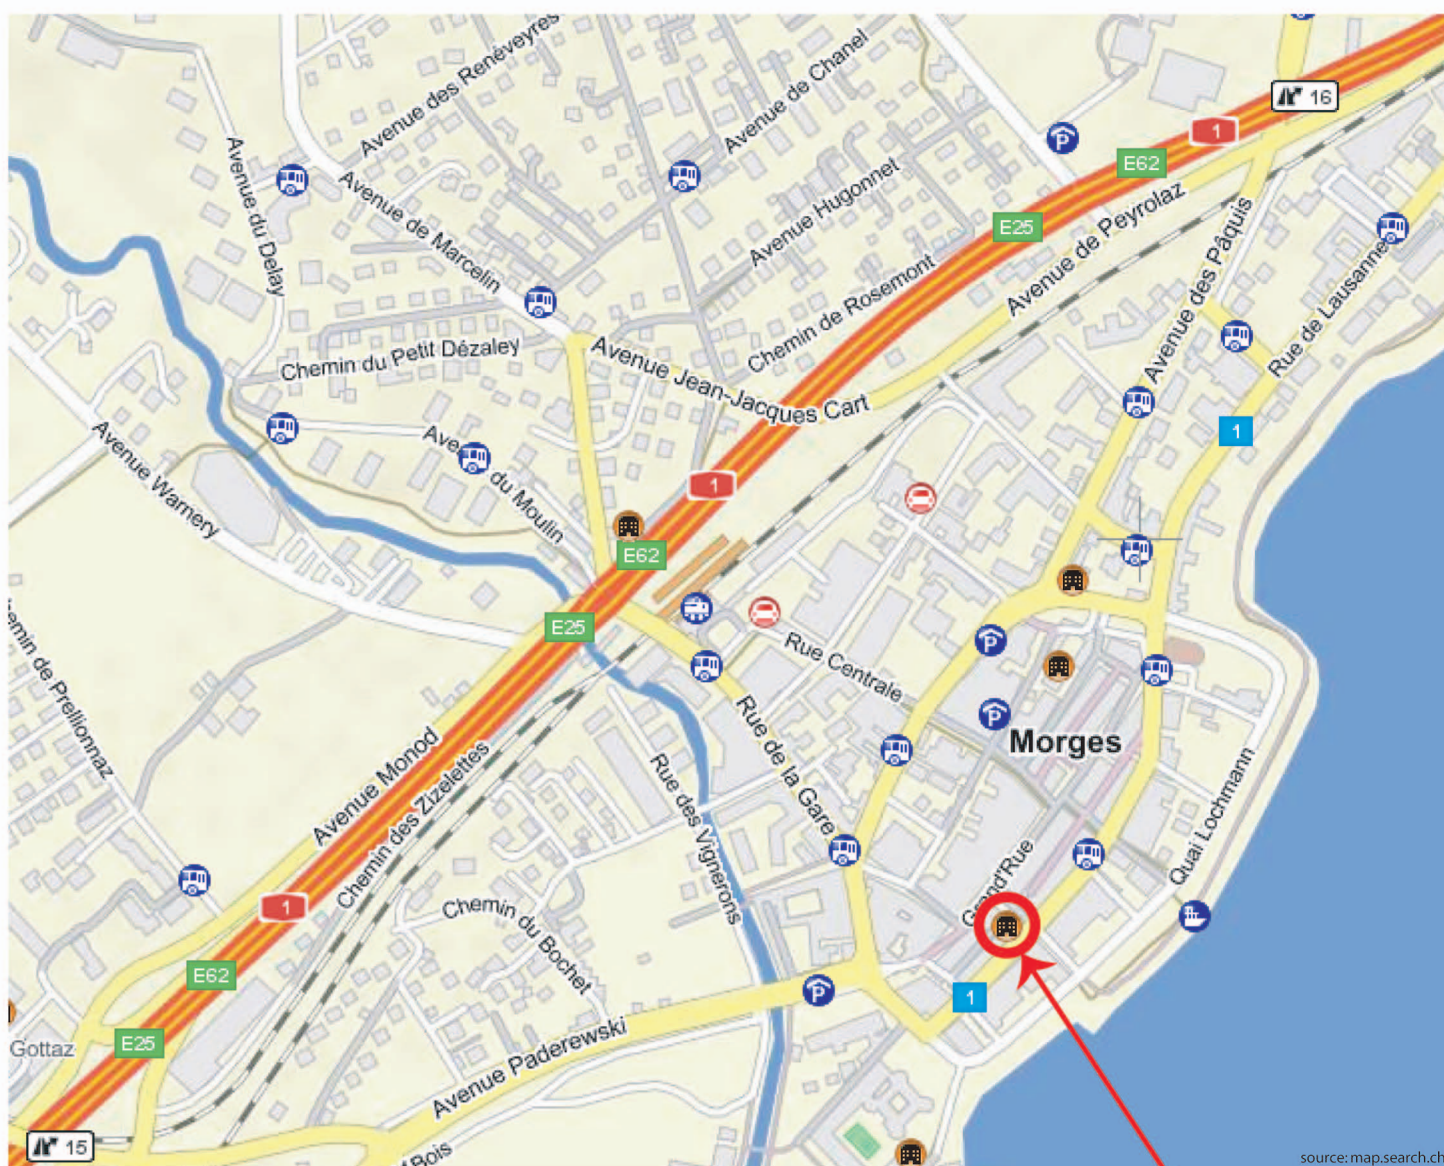 16
1
E62
E25
Avenue des Renéveyres
Avenue de Chanel
Avenue du Delay
Avenue de Marcelin
Avenue Hugonnet
Avenue de Peyrolaz
Avenue des Pâquis
Rue de Lausanne
Chemin de Rosemont
Chemin du Petit Dézaley
Avenue Jean-Jacques Cart
1
Avenue Warnery
du Moulin
1
E62
E25
Rue Centrale
Rue de la Gare
Morges
Avenue Monod
Chemin des Zizelettes
Rue des Vignerons
Quai Lochmann
Grand'Rue
Chemin du Bochet
1
E62
1
E25
Gottaz
Avenue Paderewski
15
Bois
source: map.search.ch